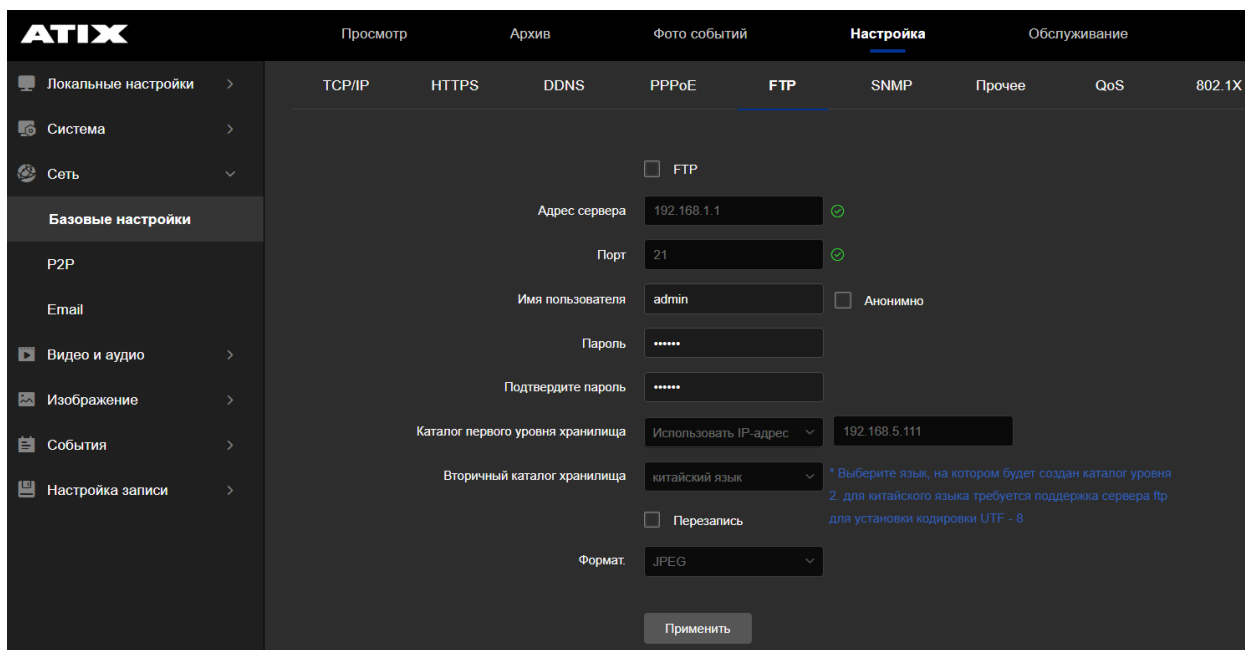 ATIX
Просмотр Архив Фото событий Настройка Обслуживание
Локальные настройки
Система
Сеть
Базовые настройки
P2P
Email
Видео и аудио
Изображение
События
Настройка записи
TCP/IP HTTPS DDNS PPPoE FTP SNMP Прочее QoS 802.1X
FTP
Адрес сервера 192.168.1.1
Порт 21
Имя пользователя admin Анонимно
Пароль ••••••
Подтвердите пароль ••••••
Каталог первого уровня хранилища Использовать IP-адрес 192.168.5.111
Вторичный каталог хранилища китайский язык * Выберите язык, на котором будет создан каталог уровня
2. для китайского языка требуется поддержка сервера ftp
Перезапись для установки кодировки UTF - 8
Формат. JPEG
Применить